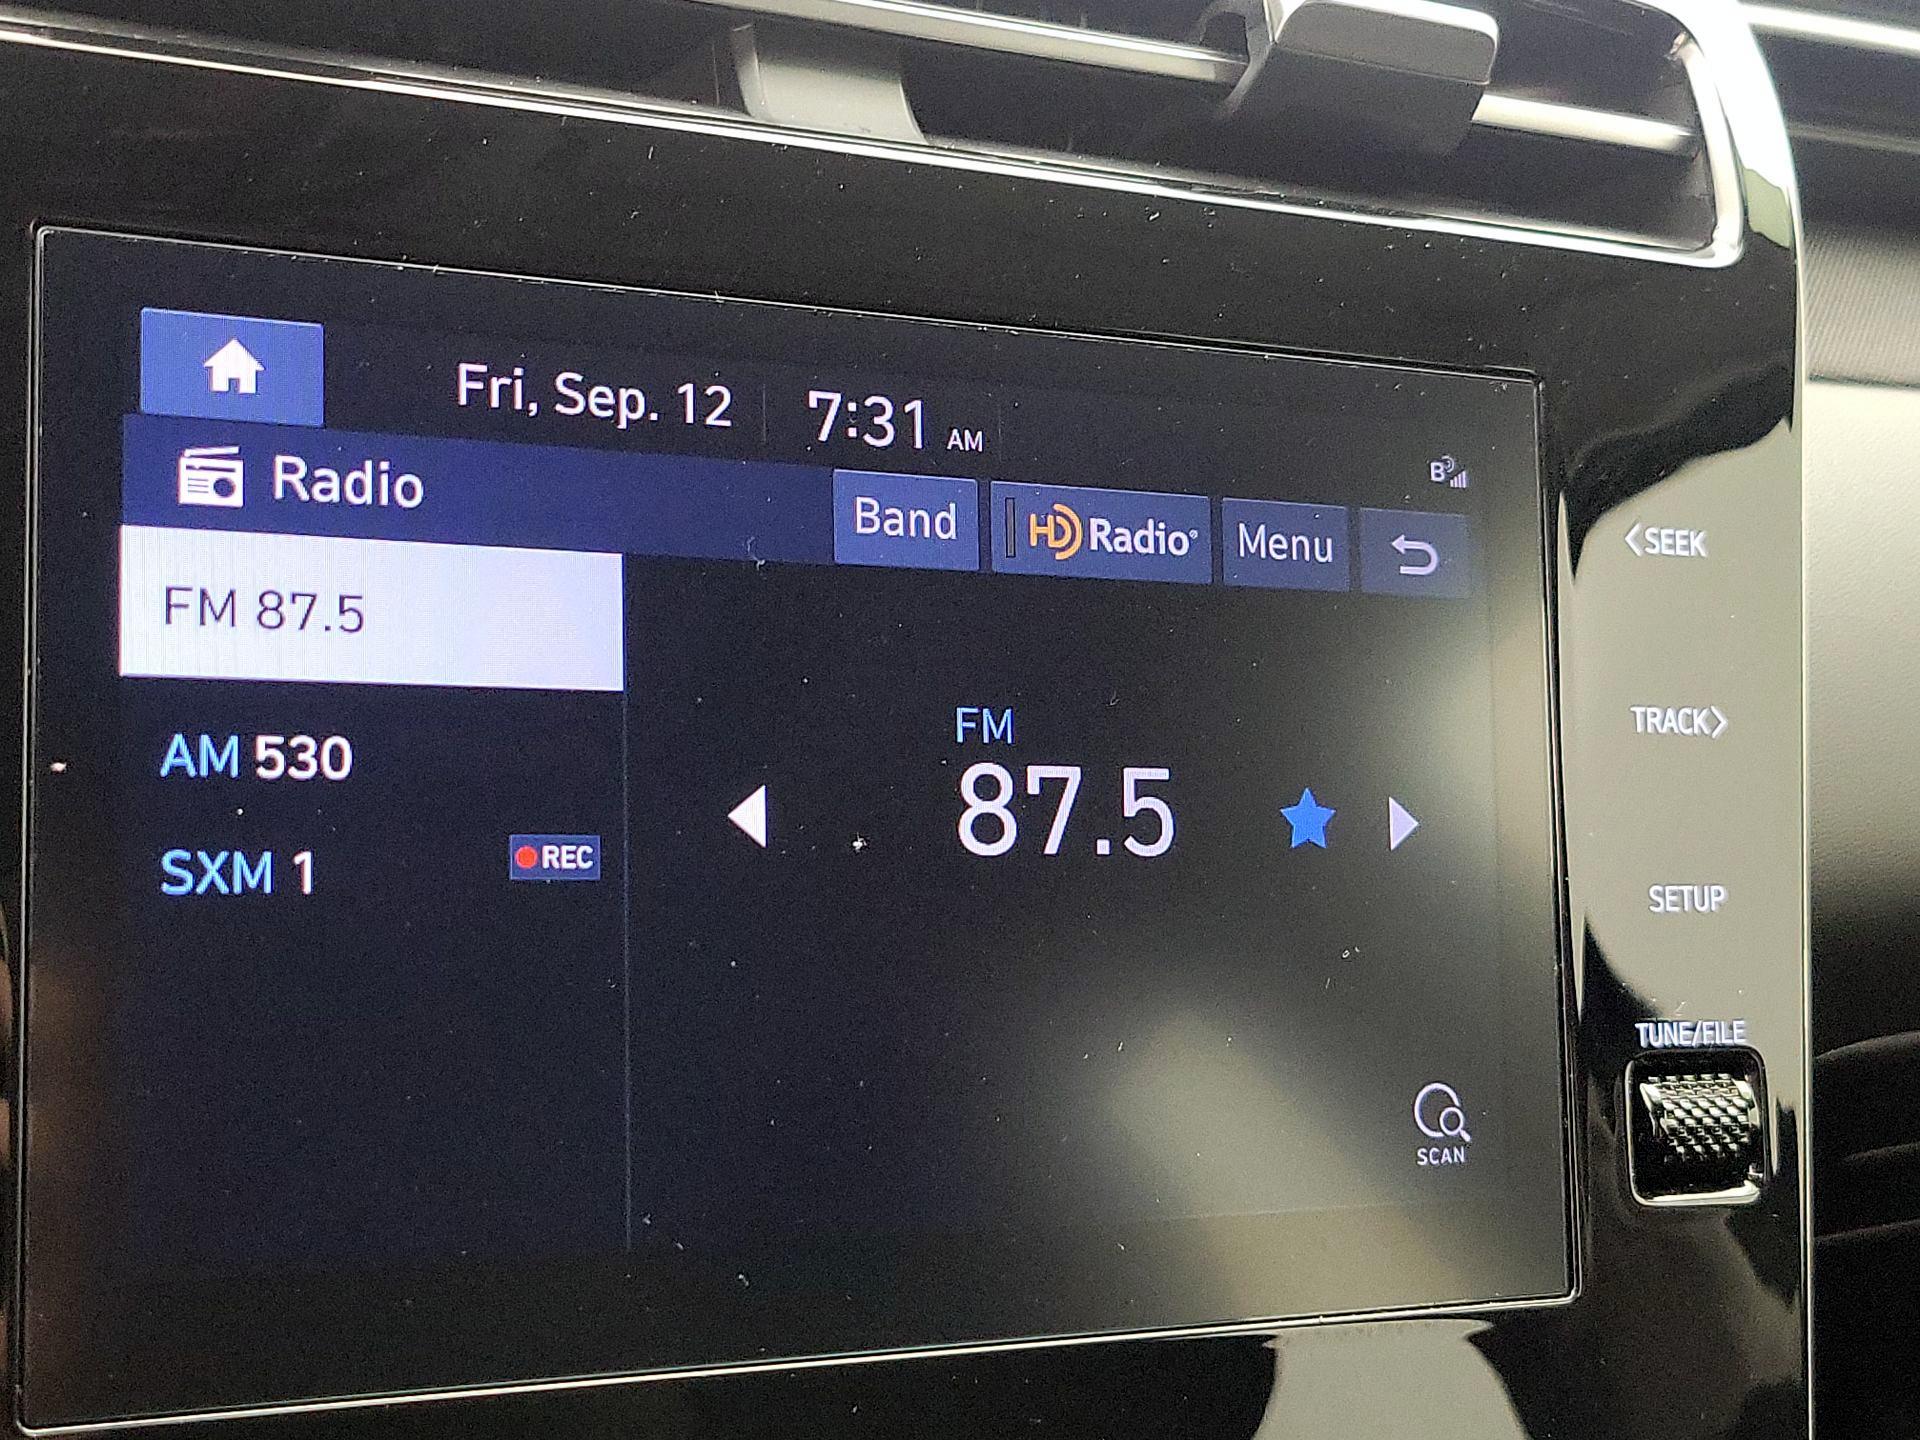 Fri, Sep. 12 7:31 AM
B
Radio
Band HD Radio® Menu
FM 87.5
AM 530
SXM 1 REC
FM
87.5
SCAN
<SEEK
TRACK>
SETUP
TUNE/FILE